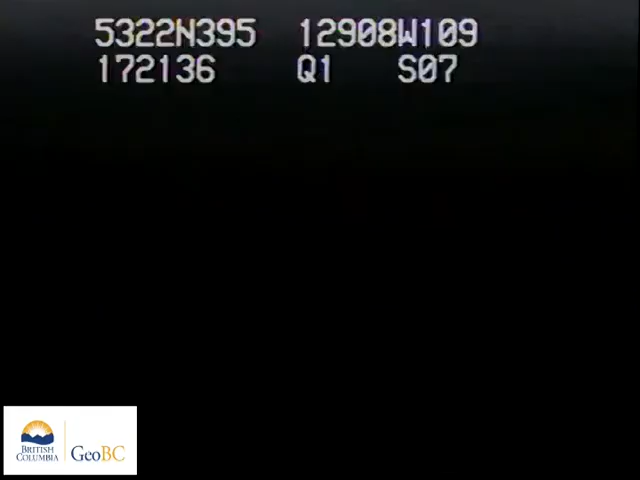 5322N395 12908W109
172136 Q1 S07
BRITISH
COLUMBIA
GeoBC